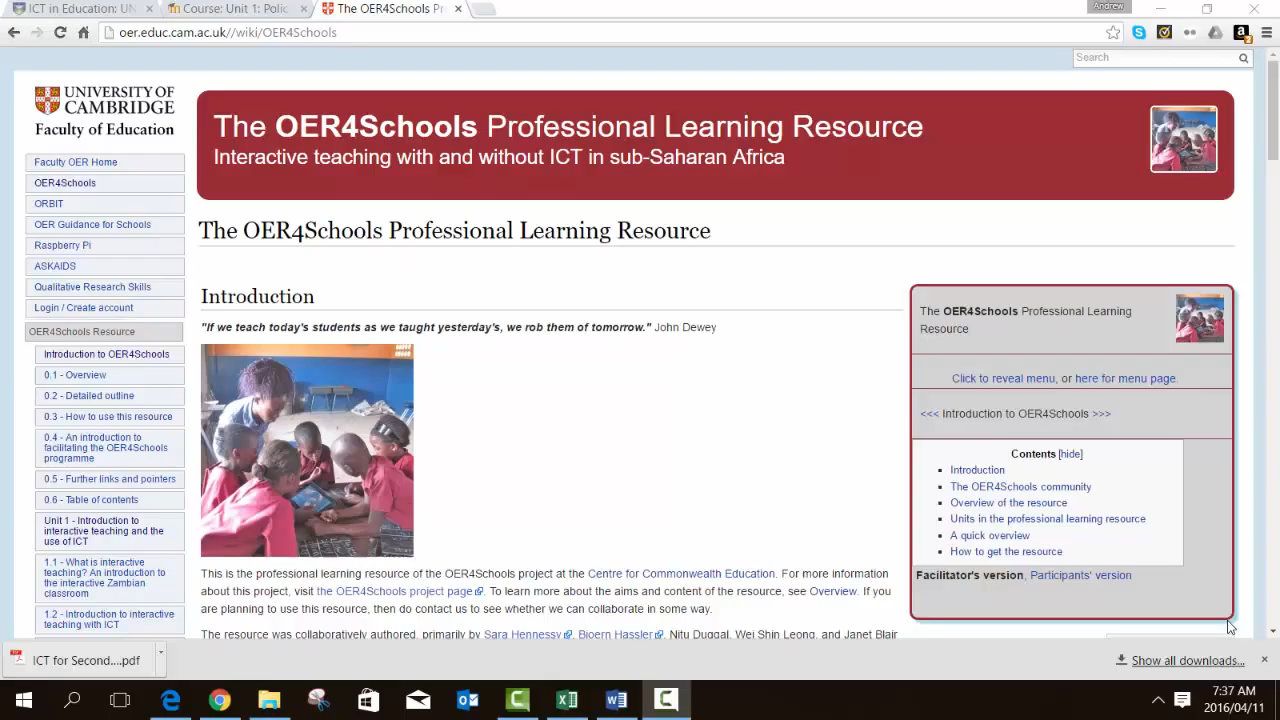 ICT in Education: UN
Course: Unit 1: Polic
The OER4Schools Pr
Andrew
oer.educ.cam.ac.uk//wiki/OER4Schools
2
Search
UNIVERSITY OF
CAMBRIDGE
Faculty of Education
The OER4Schools Professional Learning Resource
Interactive teaching with and without ICT in sub-Saharan Africa
Faculty OER Home
OER4Schools
ORBIT
OER Guidance for Schools
Raspberry Pi
ASKAIDS
Qualitative Research Skills
Login / Create account
OER4Schools Resource
Introduction to OER4Schools
0.1 - Overview
0.2 - Detailed outline
0.3 - How to use this resource
0.4 - An introduction to
facilitating the OER4Schools
programme
0.5 - Further links and pointers
0.6 - Table of contents
Unit 1 - Introduction to
interactive teaching and the
use of ICT
1.1 - What is interactive
teaching? An introduction to
the interactive Zambian
classroom
1.2 - Introduction to interactive
teaching with ICT
The OER4Schools Professional Learning Resource
Introduction
"If we teach today's students as we taught yesterday's, we rob them of tomorrow." John Dewey
This is the professional learning resource of the OER4Schools project at the Centre for Commonwealth Education. For more information
about this project, visit the OER4Schools project page. To learn more about the aims and content of the resource, see Overview. If you
are planning to use this resource, then do contact us to see whether we can collaborate in some way.
The resource was collaboratively authored, primarily by Sara Hennessy, Bjoern Hassler, Nitu Duggal, Wei Shin Leong, and Janet Blair
The OER4Schools Professional Learning
Resource
Click to reveal menu, or here for menu page.
<<< Introduction to OER4Schools >>>
Contents [hide]
Introduction
The OER4Schools community
Overview of the resource
Units in the professional learning resource
A quick overview
How to get the resource
Facilitator's version, Participants' version
ICT for Second....pdf
Show all downloads...
7:37 AM
2016/04/11